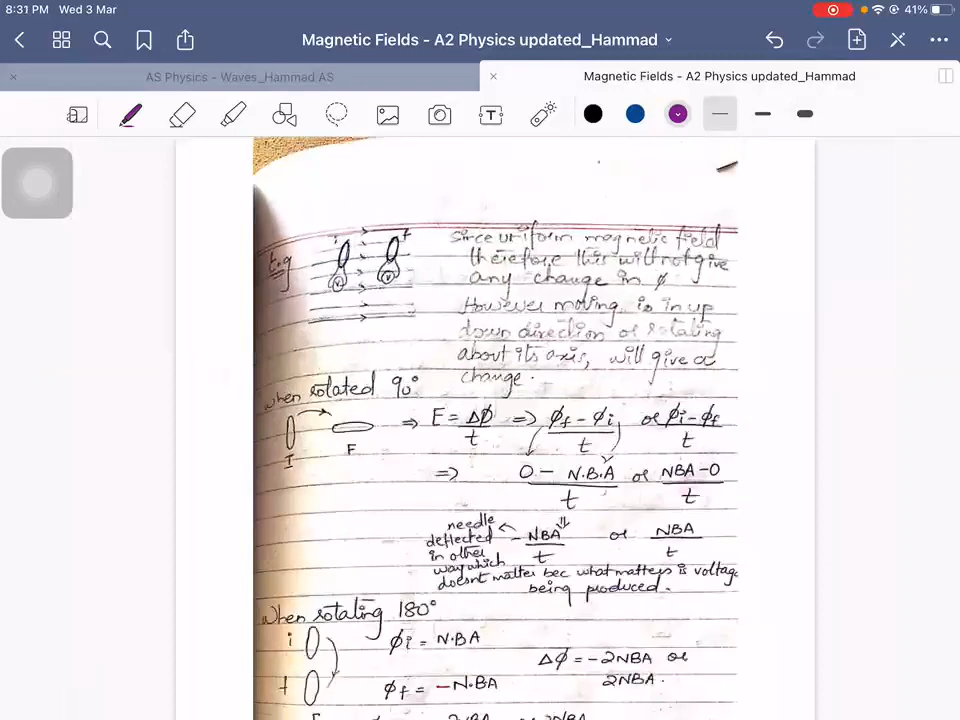 8:31 PM Wed 3 Mar
41%
Magnetic Fields - A2 Physics updated_Hammad
AS Physics - Waves_Hammad AS
Magnetic Fields - A2 Physics updated_Hammad
T
e.g
i
f
V
V
Since uniform magnetic field
therefore this will not give
any change in φ
However moving is in up
down direction or rotating
about its axis, will give a
change.
when rotated 90°
I
F
⇒ E = Δφ/t ⇒ φf - φi / t or φi - φf / t
⇒ 0 - N.B.A / t or NBA - 0 / t
needle
deflected
in other
way which
doesnt matter bec what matters is voltage
being produced.
- NBA / t or NBA / t
when rotating 180°
i
φi = N.BA
f
φf = -N.BA
Δφ = -2NBA or
2NBA.